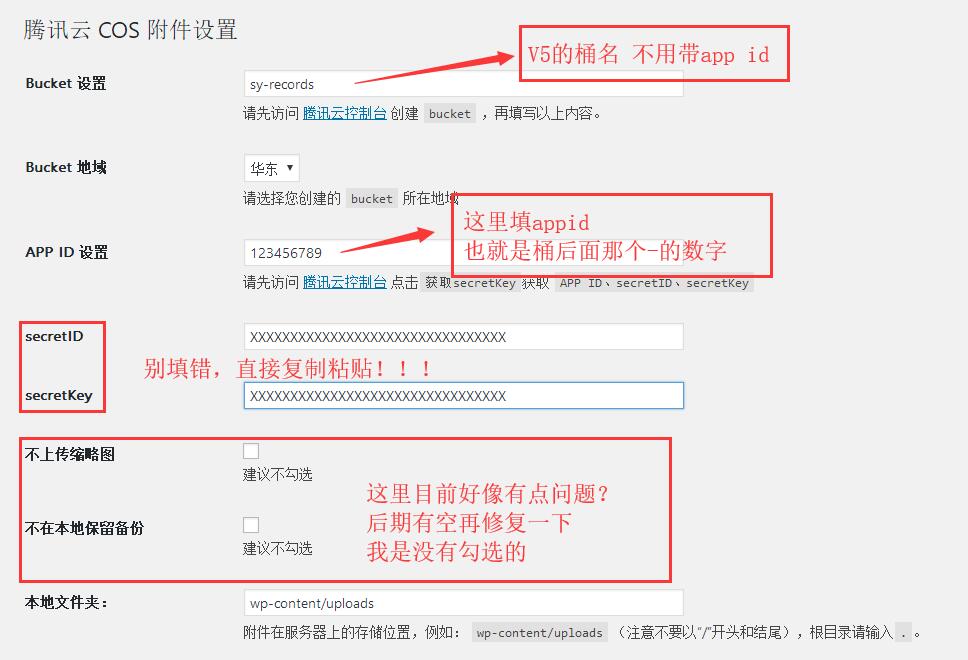 腾讯云 COS 附件设置
V5的桶名 不用带app id
Bucket 设置
sy-records
请先访问 腾讯云控制台 创建 bucket ，再填写以上内容。
Bucket 地域
华东
请选择您创建的 bucket 所在地域
这里填appid
也就是桶后面那个-的数字
APP ID 设置
123456789
请先访问 腾讯云控制台 点击 获取secretKey 获取 APP ID、secretID、secretKey
secretID
XXXXXXXXXXXXXXXXXXXXXXXXXXXXXXXX
别填错，直接复制粘贴！！！
secretKey
XXXXXXXXXXXXXXXXXXXXXXXXXXXXXXXX
不上传缩略图
建议不勾选
这里目前好像有点问题？
后期有空再修复一下
我是没有勾选的
不在本地保留备份
建议不勾选
本地文件夹：
wp-content/uploads
附件在服务器上的存储位置，例如： wp-content/uploads （注意不要以“/”开头和结尾），根目录请输入 . 。